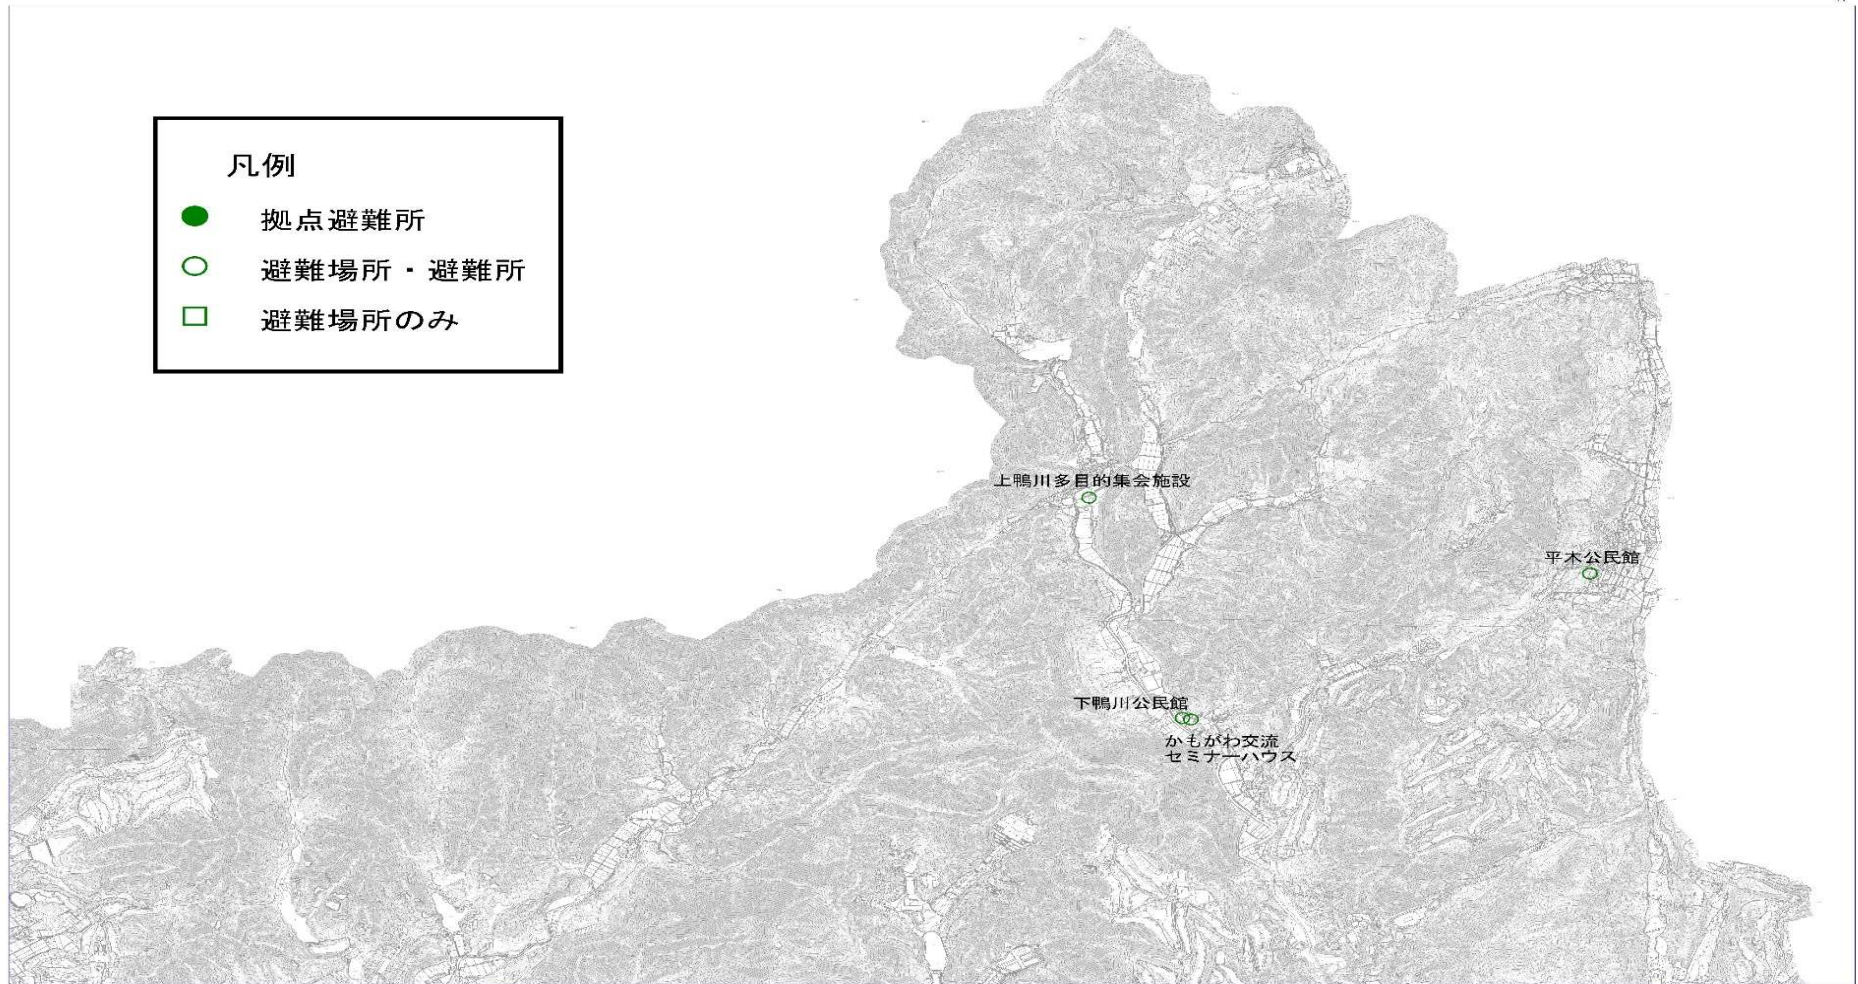 凡例
拠点避難所
避難場所・避難所
避難場所のみ
上鴨川多目的集会施設
平木公民館
下鴨川公民館
かもがわ交流
セミナーハウス